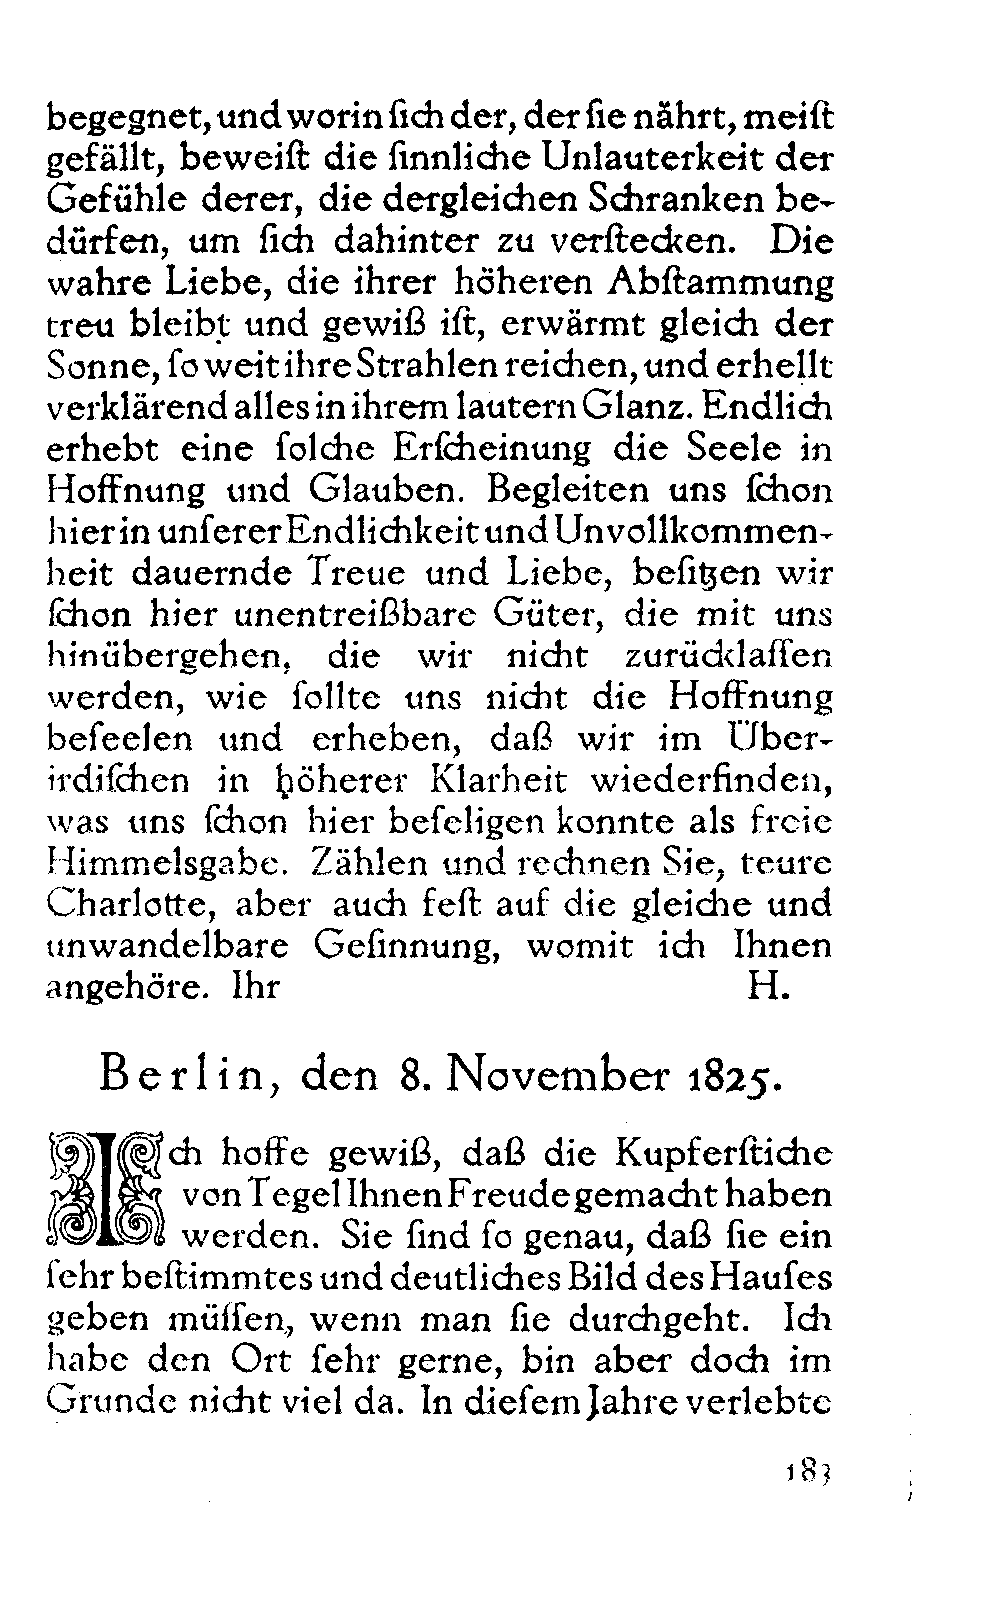 begegnet, und worin ſich der, der ſie nährt, meiſt
gefällt, beweiſt die ſinnliche Unlauterkeit der
Gefühle derer, die dergleichen Schranken be-
dürfen, um ſich dahinter zu verſtecken. Die
wahre Liebe, die ihrer höheren Abſtammung
treu bleibt und gewiß iſt, erwärmt gleich der
Sonne, ſo weit ihre Strahlen reichen, und erhellt
verklärend alles in ihrem lautern Glanz. Endlich
erhebt eine ſolche Erſcheinung die Seele in
Hoffnung und Glauben. Begleiten uns ſchon
hier in unſerer Endlichkeit und Unvollkommen-
heit dauernde Treue und Liebe, beſitzen wir
ſchon hier unentreißbare Güter, die mit uns
hinübergehen, die wir nicht zurücklaſſen
werden, wie ſollte uns nicht die Hoffnung
beſeelen und erheben, daß wir im Über-
irdiſchen in höherer Klarheit wiederfinden,
was uns ſchon hier beſeligen konnte als freie
Himmelsgabe. Zählen und rechnen Sie, teure
Charlotte, aber auch feſt auf die gleiche und
unwandelbare Geſinnung, womit ich Ihnen
angehöre. Ihr H.
Berlin, den 8. November 1825.
Ich hoffe gewiß, daß die Kupferſtiche
von Tegel Ihnen Freude gemacht haben
werden. Sie ſind ſo genau, daß ſie ein
ſehr beſtimmtes und deutliches Bild des Hauſes
geben müſſen, wenn man ſie durchgeht. Ich
habe den Ort ſehr gerne, bin aber doch im
Grunde nicht viel da. In dieſem Jahre verlebte
183